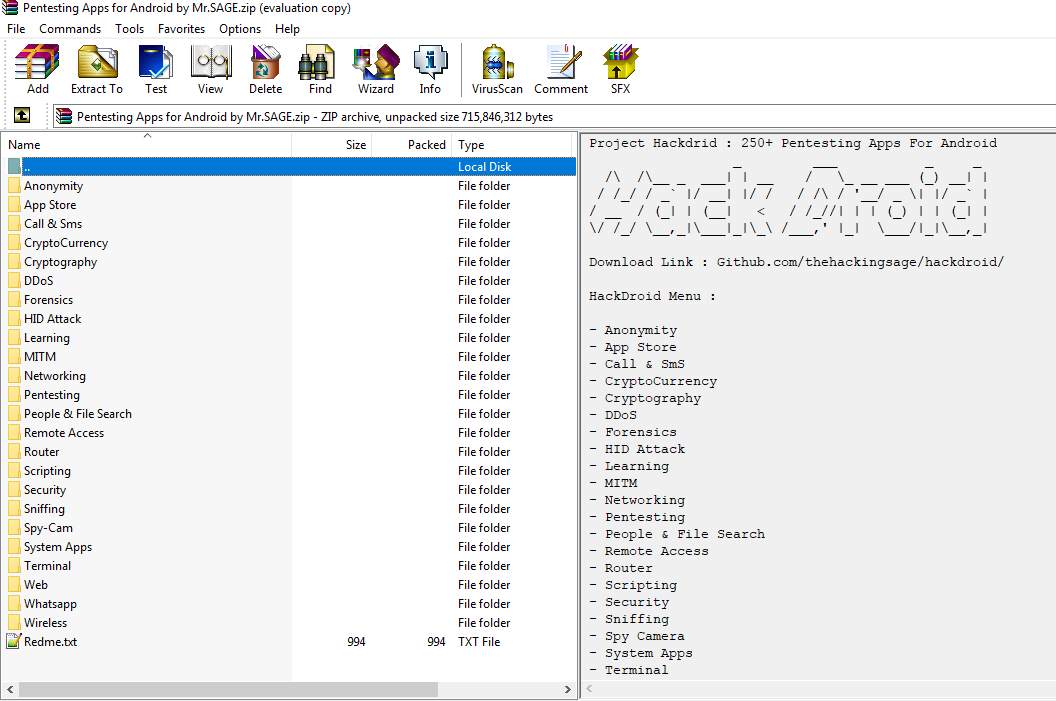 Pentesting Apps for Android by Mr.SAGE.zip (evaluation copy)
File Commands Tools Favorites Options Help
Add Extract To Test View Delete Find Wizard Info VirusScan Comment SFX
Pentesting Apps for Android by Mr.SAGE.zip - ZIP archive, unpacked size 715,846,312 bytes
Name Size Packed Type
.. Local Disk
Anonymity File folder
App Store File folder
Call & Sms File folder
CryptoCurrency File folder
Cryptography File folder
DDoS File folder
Forensics File folder
HID Attack File folder
Learning File folder
MITM File folder
Networking File folder
Pentesting File folder
People & File Search File folder
Remote Access File folder
Router File folder
Scripting File folder
Security File folder
Sniffing File folder
Spy-Cam File folder
System Apps File folder
Terminal File folder
Web File folder
Whatsapp File folder
Wireless File folder
Redme.txt 994 994 TXT File
Project Hackdrid : 250+ Pentesting Apps For Android
Hack Droid
Download Link : Github.com/thehackingsage/hackdroid/
HackDroid Menu :
- Anonymity
- App Store
- Call & SmS
- CryptoCurrency
- Cryptography
- DDoS
- Forensics
- HID Attack
- Learning
- MITM
- Networking
- Pentesting
- People & File Search
- Remote Access
- Router
- Scripting
- Security
- Sniffing
- Spy Camera
- System Apps
- Terminal